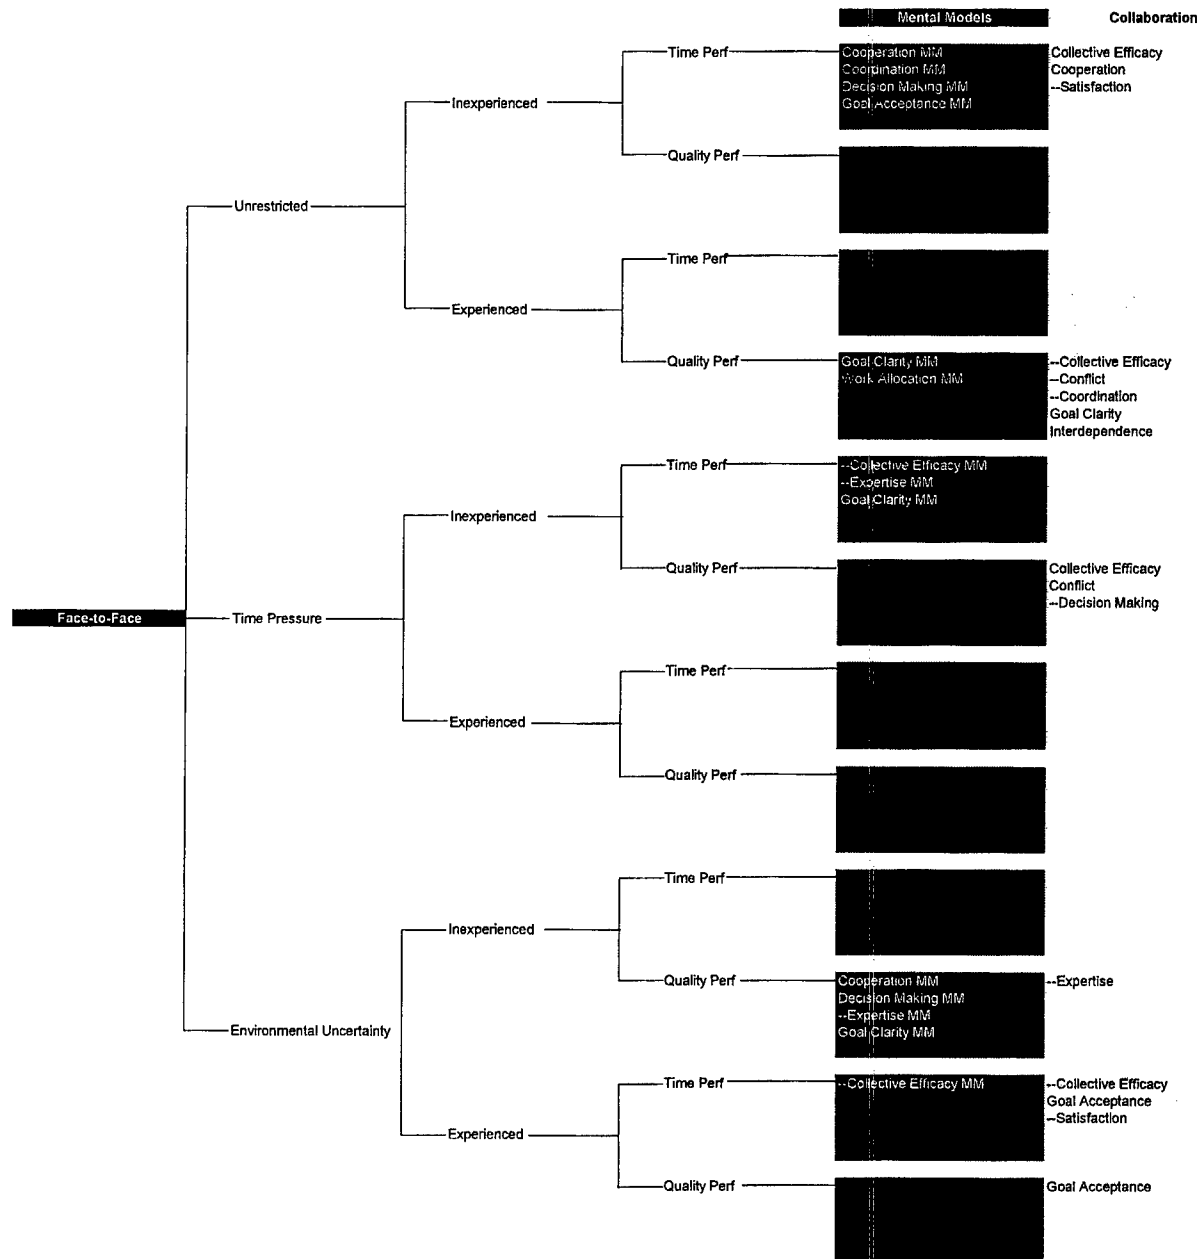 Mental Models Collaboration
Time Perf Cooperation MM Collective Efficacy
Coordination MM Cooperation
Decision Making MM --Satisfaction
Inexperienced Goal Acceptance MM
Quality Perf
Unrestricted
Time Perf
Experienced
Quality Perf Goal Clarity MM --Collective Efficacy
Work Allocation MM --Conflict
--Coordination
Goal Clarity
Interdependence
Time Perf --Collective Efficacy MM
--Expertise MM
Goal Clarity MM
Inexperienced
Quality Perf Collective Efficacy
Conflict
--Decision Making
Face-to-Face Time Pressure
Time Perf
Experienced
Quality Perf
Time Perf
Inexperienced
Quality Perf Cooperation MM --Expertise
Decision Making MM
--Expertise MM
Environmental Uncertainty Goal Clarity MM
Time Perf --Collective Efficacy MM --Collective Efficacy
Goal Acceptance
--Satisfaction
Experienced
Quality Perf Goal Acceptance